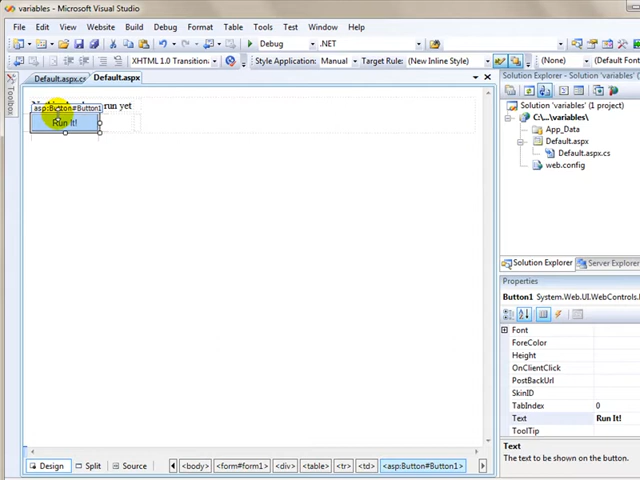 variables - Microsoft Visual Studio
File Edit View Website Build Debug Format Table Tools Test Window Help
Debug .NET
XHTML 1.0 Transition Style Application: Manual Target Rule: (New Inline Style) (None) (Default Font
Toolbox
Default.aspx.cs Default.aspx
run yet
asp:Button#Button1
Run It!
Design Split Source <body> <form#form1> <div> <table> <tr> <td> <asp:Button#Button1>
Solution Explorer - Solution 'variables'
Solution 'variables' (1 project)
C:\...\variables\
App_Data
Default.aspx
Default.aspx.cs
web.config
Solution Explorer Server Explorer
Properties
Button1 System.Web.UI.WebControls.
Font
ForeColor
Height
OnClientClick
PostBackUrl
SkinID
TabIndex 0
Text Run It!
ToolTip
Text
The text to be shown on the button.